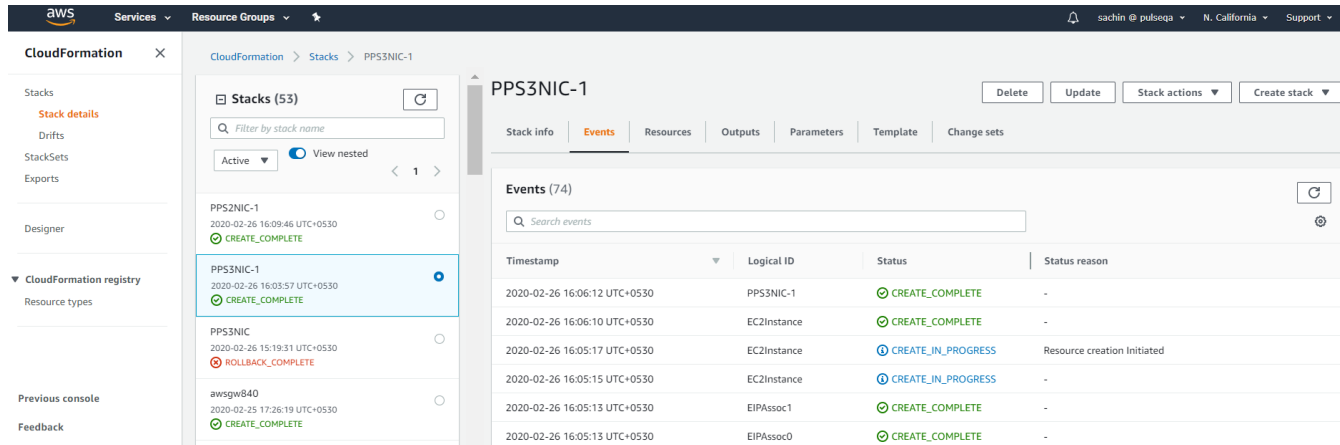 aws Services Resource Groups sachin @ pulseqa N. California Support
CloudFormation
CloudFormation > Stacks > PPS3NIC-1
Stacks
Stack details
Drifts
StackSets
Exports
Designer
CloudFormation registry
Resource types
Previous console
Feedback
Stacks (53)
Filter by stack name
Active View nested
< 1 >
PPS2NIC-1
2020-02-26 16:09:46 UTC+0530
CREATE_COMPLETE
PPS3NIC-1
2020-02-26 16:03:57 UTC+0530
CREATE_COMPLETE
PPS3NIC
2020-02-26 15:19:31 UTC+0530
ROLLBACK_COMPLETE
awsgw840
2020-02-25 17:26:19 UTC+0530
CREATE_COMPLETE
PPS3NIC-1
Delete Update Stack actions Create stack
Stack info Events Resources Outputs Parameters Template Change sets
Events (74)
Search events
Timestamp Logical ID Status Status reason
2020-02-26 16:06:12 UTC+0530 PPS3NIC-1 CREATE_COMPLETE -
2020-02-26 16:06:10 UTC+0530 EC2Instance CREATE_COMPLETE -
2020-02-26 16:05:17 UTC+0530 EC2Instance CREATE_IN_PROGRESS Resource creation Initiated
2020-02-26 16:05:15 UTC+0530 EC2Instance CREATE_IN_PROGRESS -
2020-02-26 16:05:13 UTC+0530 EIPAssoc1 CREATE_COMPLETE -
2020-02-26 16:05:13 UTC+0530 EIPAssoc0 CREATE_COMPLETE -